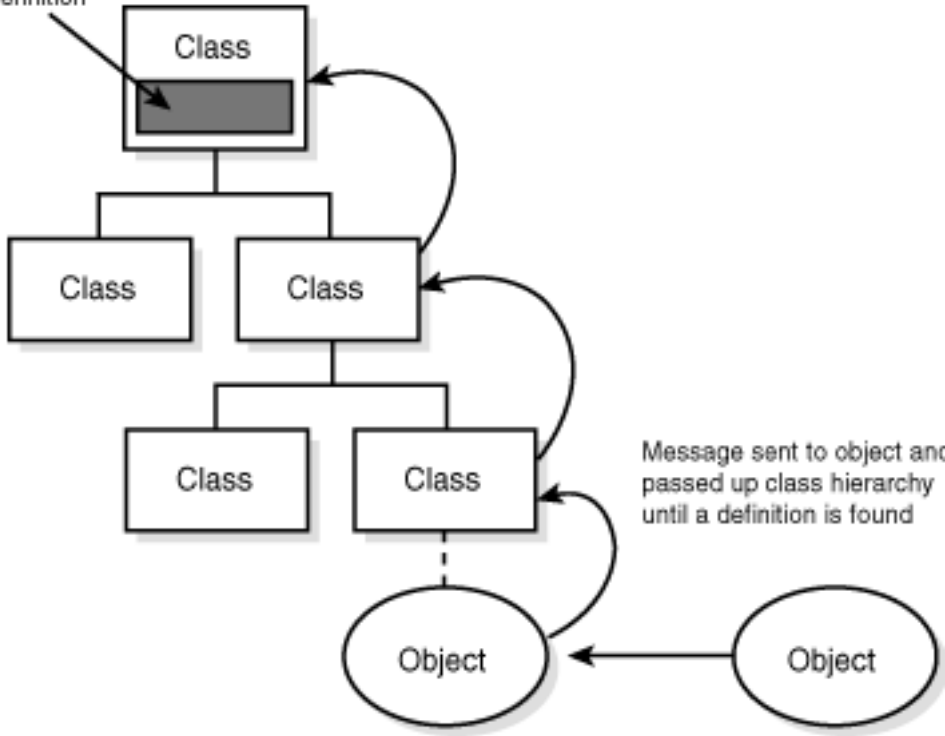 Class
Class
Class
Class
Class
Message sent to object and
passed up class hierarchy
until a definition is found
Object
Object